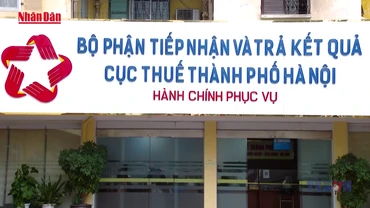 Nhân Dân
BỘ PHẬN TIẾP NHẬN VÀ TRẢ KẾT QUẢ
CỤC THUẾ THÀNH PHỐ HÀ NỘI
HÀNH CHÍNH PHỤC VỤ